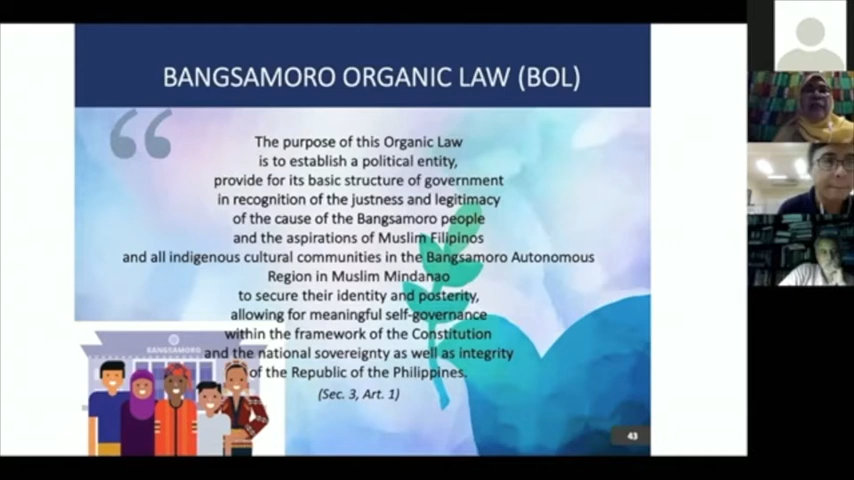 BANGSAMORO ORGANIC LAW (BOL)
“
The purpose of this Organic Law
is to establish a political entity,
provide for its basic structure of government
in recognition of the justness and legitimacy
of the cause of the Bangsamoro people
and the aspirations of Muslim Filipinos
and all indigenous cultural communities in the Bangsamoro Autonomous
Region in Muslim Mindanao
to secure their identity and posterity,
allowing for meaningful self-governance
within the framework of the Constitution
and the national sovereignty as well as integrity
of the Republic of the Philippines.
(Sec. 3, Art. 1)
BANGSAMORO
43